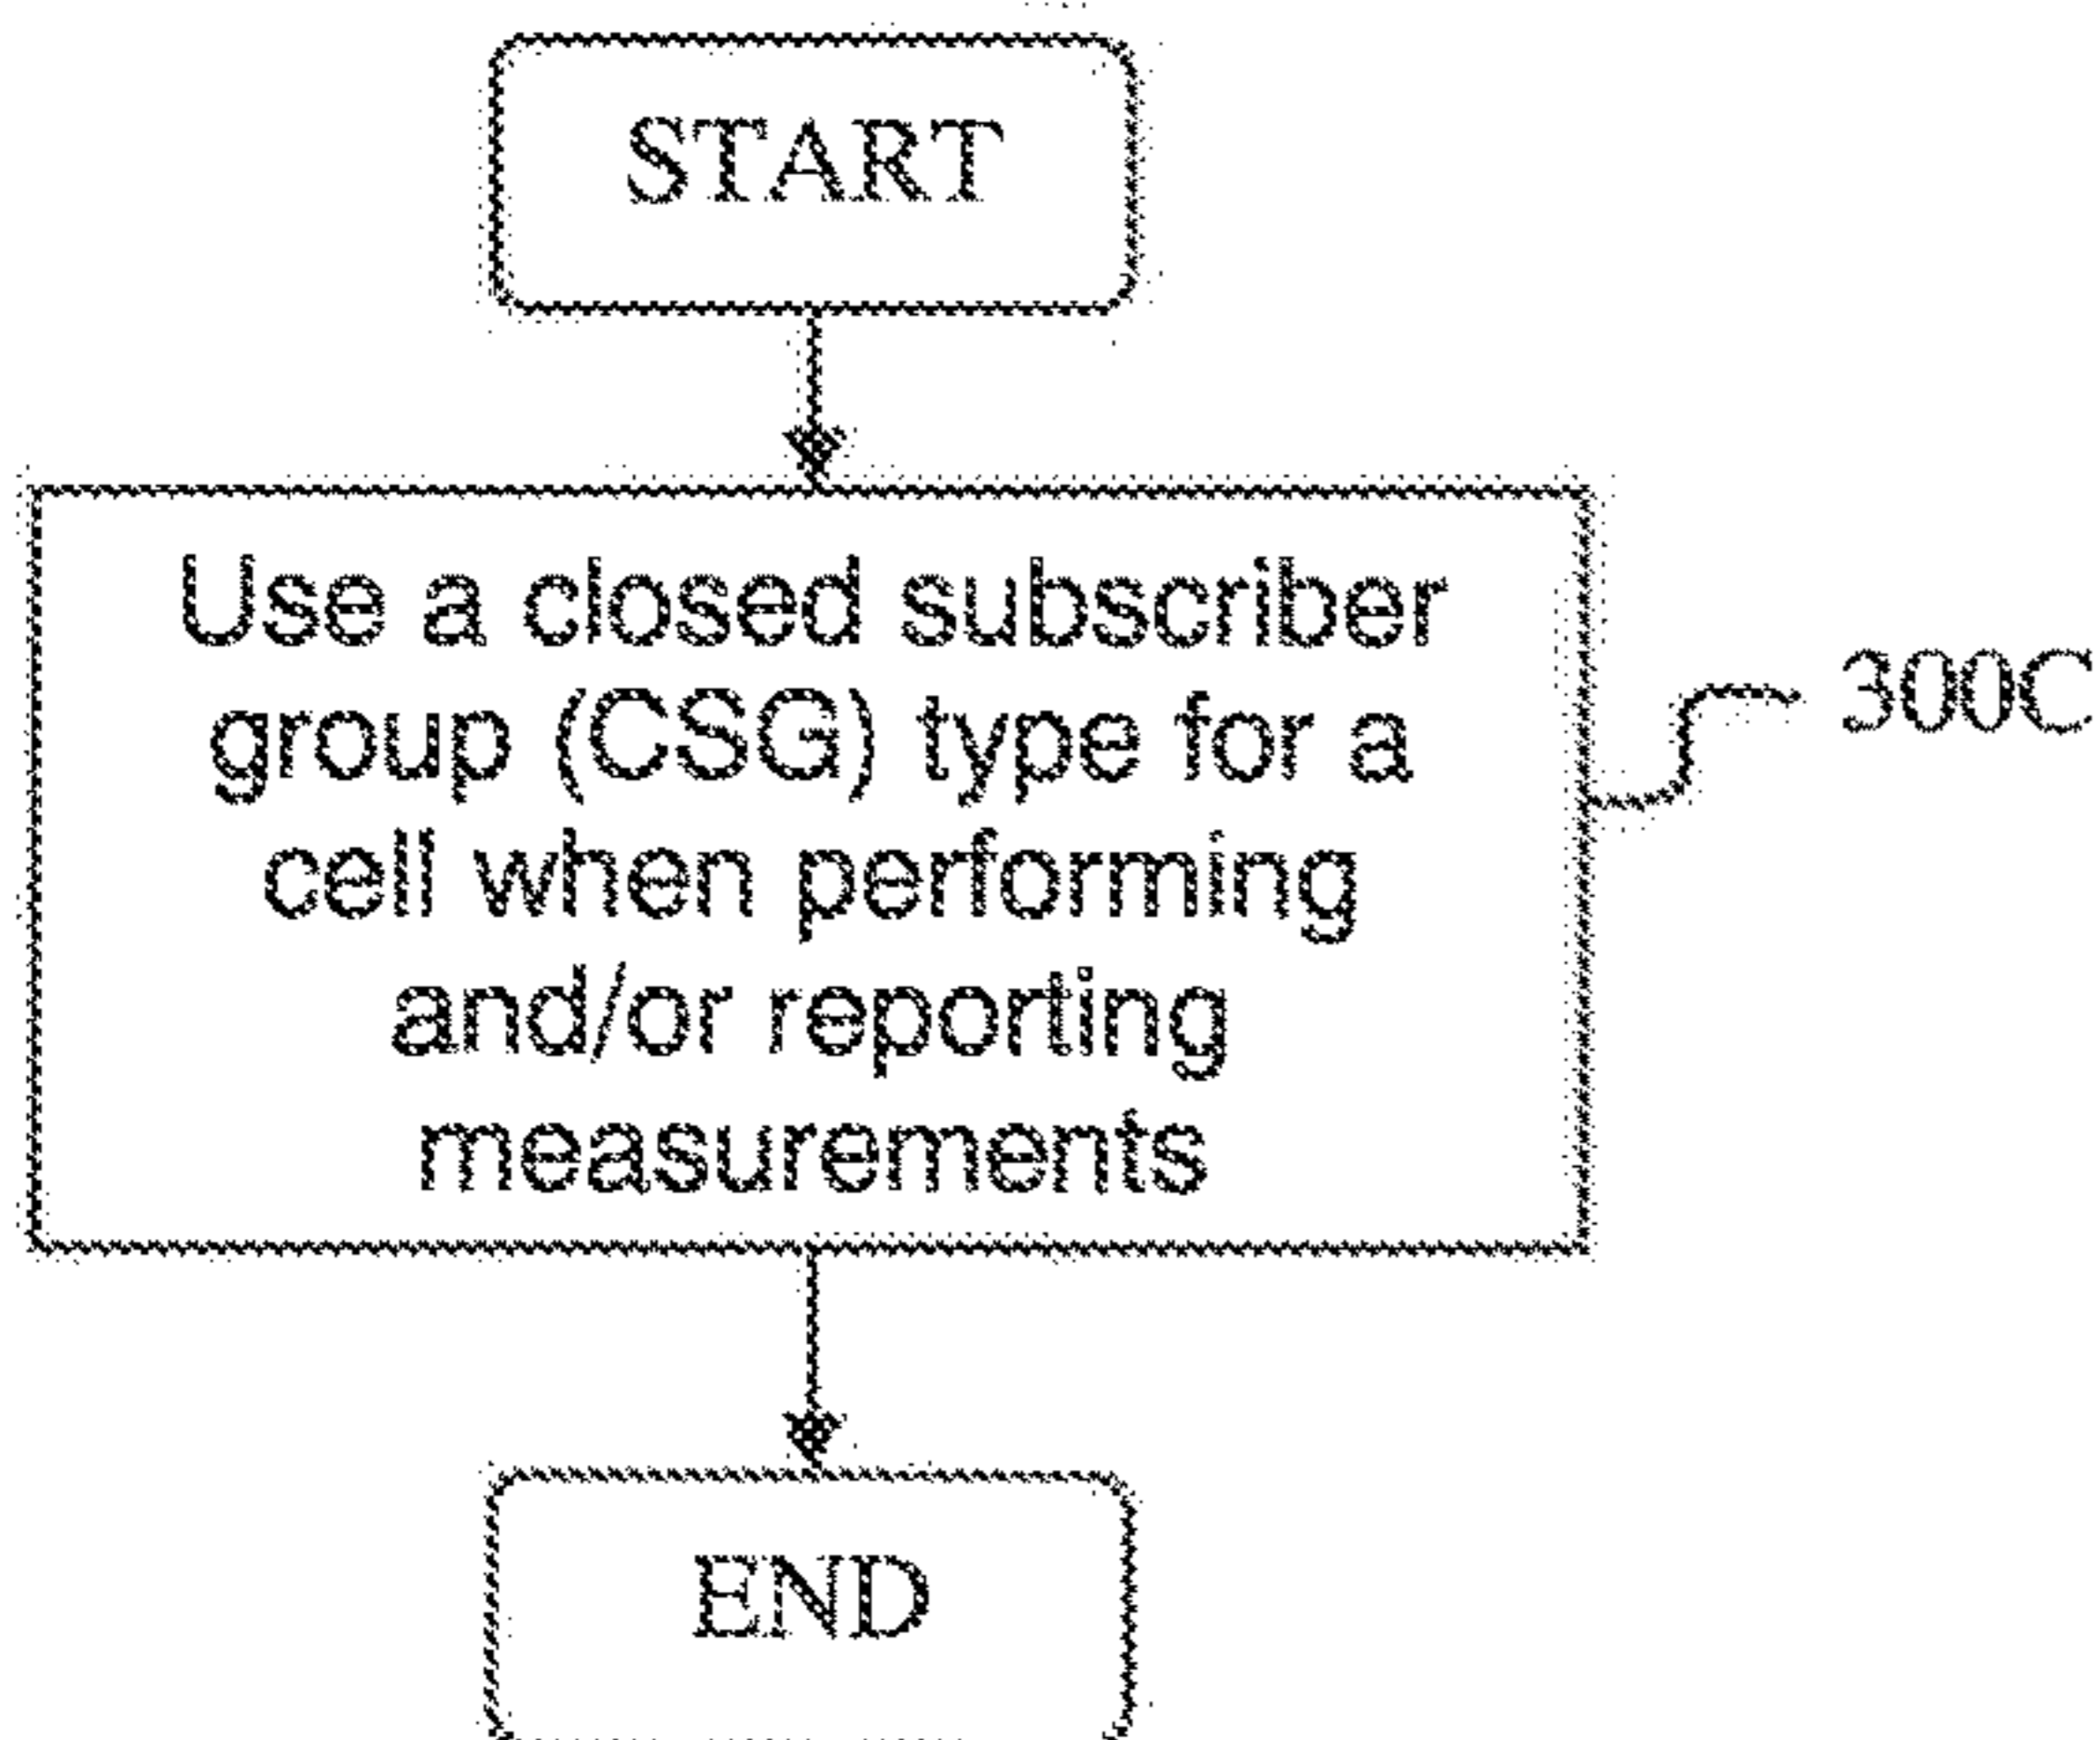 START
Use a closed subscriber
group (CSG) type for a
cell when performing
and/or reporting
measurements
300C
END